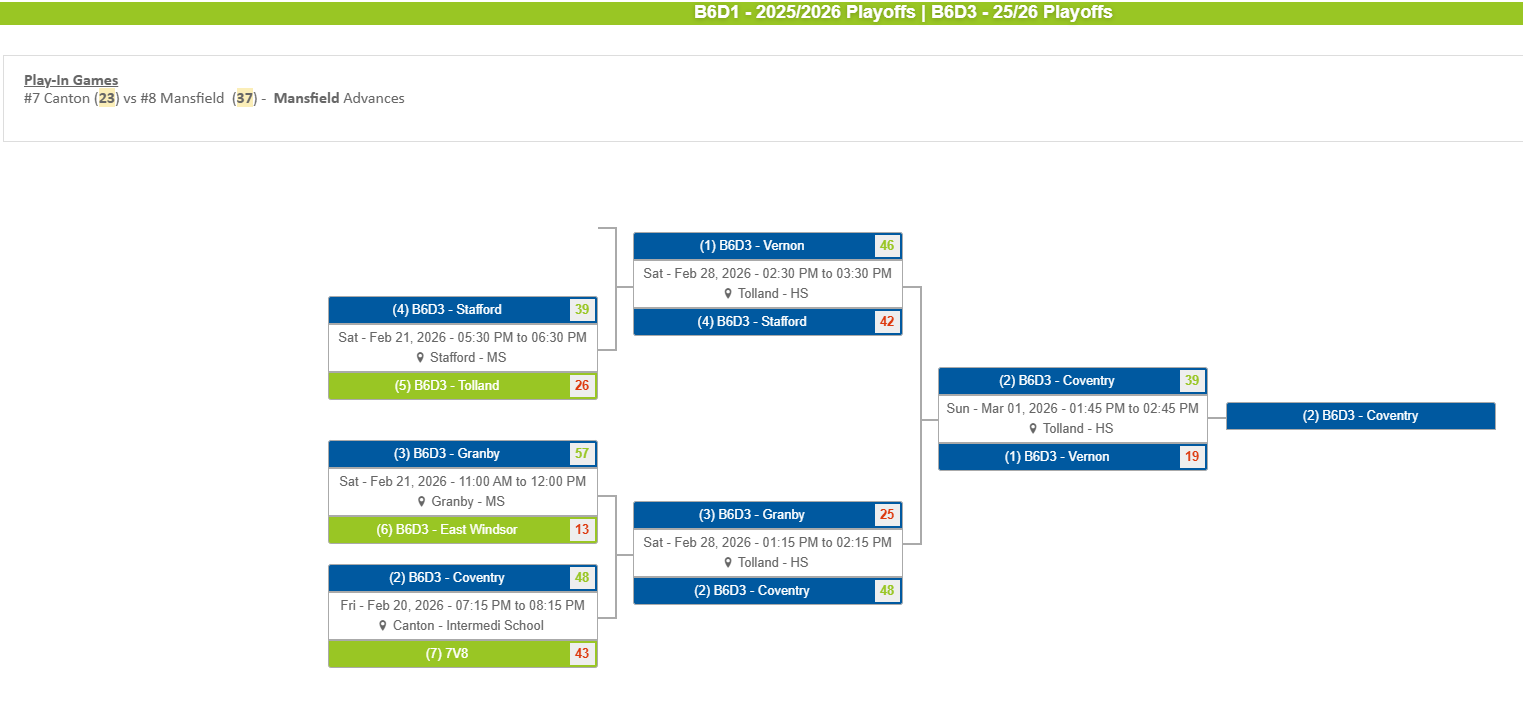 B6D1 - 2025/2026 Playoffs | B6D3 - 25/26 Playoffs
Play-In Games
#7 Canton (23) vs #8 Mansfield (37) - Mansfield Advances
(4) B6D3 - Stafford 39
Sat - Feb 21, 2026 - 05:30 PM to 06:30 PM
Stafford - MS
(5) B6D3 - Tolland 26
(3) B6D3 - Granby 57
Sat - Feb 21, 2026 - 11:00 AM to 12:00 PM
Granby - MS
(6) B6D3 - East Windsor 13
(2) B6D3 - Coventry 48
Fri - Feb 20, 2026 - 07:15 PM to 08:15 PM
Canton - Intermedi School
(7) 7V8 43
(1) B6D3 - Vernon 46
Sat - Feb 28, 2026 - 02:30 PM to 03:30 PM
Tolland - HS
(4) B6D3 - Stafford 42
(3) B6D3 - Granby 25
Sat - Feb 28, 2026 - 01:15 PM to 02:15 PM
Tolland - HS
(2) B6D3 - Coventry 48
(2) B6D3 - Coventry 39
Sun - Mar 01, 2026 - 01:45 PM to 02:45 PM
Tolland - HS
(1) B6D3 - Vernon 19
(2) B6D3 - Coventry